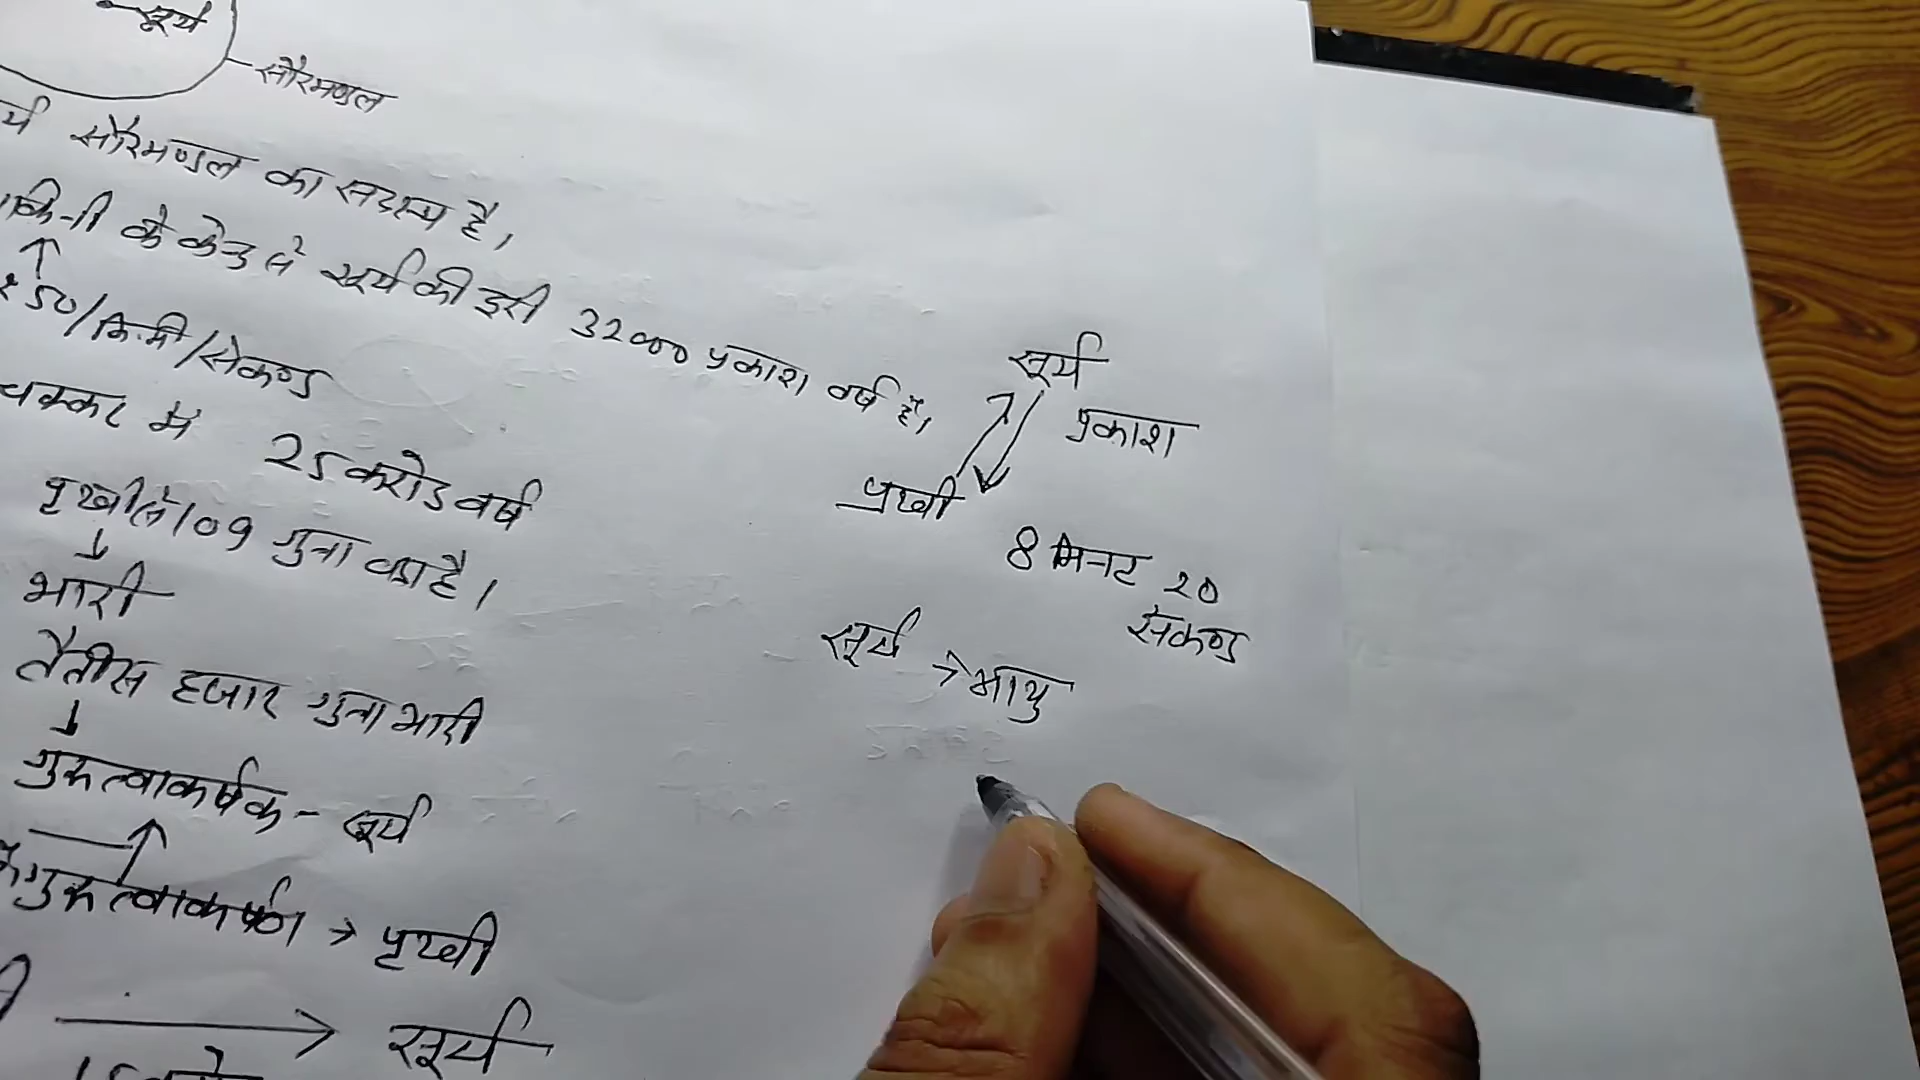 सूर्य
सौरमण्डल
सौरमण्डल का सदस्य है,
के केन्द्र से सूर्य की दूरी 32000 प्रकाश वर्ष है,
250/कि.मी/सेकण्ड
चक्कर में 25 करोड वर्ष
पृथ्वी से 109 गुना बडा है।
भारी
तैतीस हजार गुना भारी
गुरुत्वाकर्षक - सूर्य
गुरुत्वाकर्षण → पृथ्वी
→ सूर्य
सूर्य
प्रकाश
पृथ्वी
8 मिनट 20
सेकण्ड
सूर्य → आयु